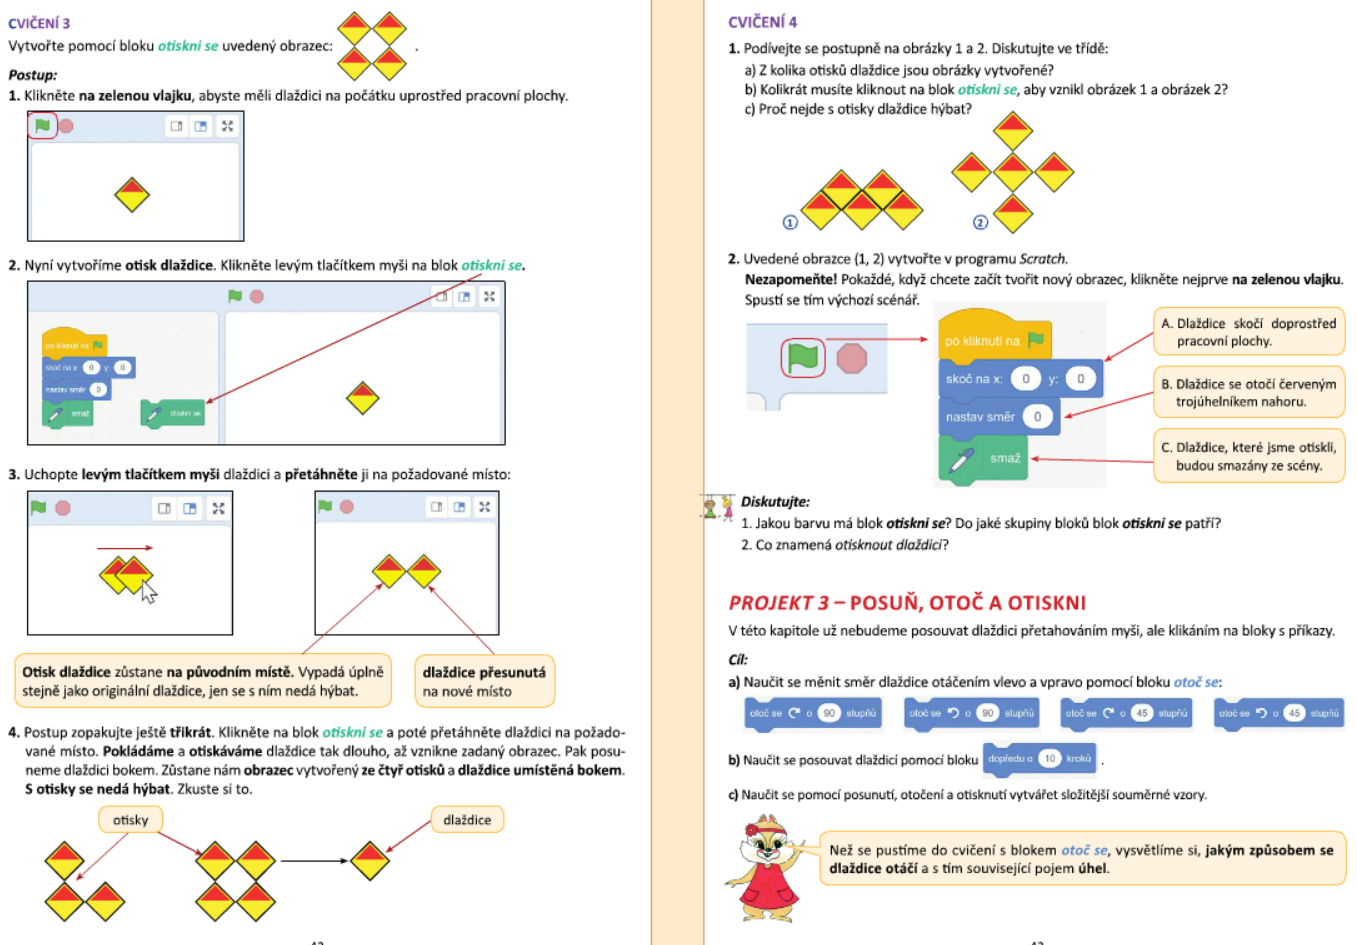 CVIČENÍ 3
Vytvořte pomocí bloku otiskni se uvedený obrazec: .
Postup:
1. Klikněte na zelenou vlajku, abyste měli dlaždici na počátku uprostřed pracovní plochy.
2. Nyní vytvoříme otisk dlaždice. Klikněte levým tlačítkem myši na blok otiskni se.
po kliknutí na
skoč na x: 0 y: 0
nastav směr 0
smaž
otiskni se
3. Uchopte levým tlačítkem myši dlaždici a přetáhněte ji na požadované místo:
Otisk dlaždice zůstane na původním místě. Vypadá úplně
stejně jako originální dlaždice, jen se s ním nedá hýbat.
dlaždice přesunutá
na nové místo
4. Postup zopakujte ještě třikrát. Klikněte na blok otiskni se a poté přetáhněte dlaždici na požado-
vané místo. Pokládáme a otiskáváme dlaždice tak dlouho, až vznikne zadaný obrazec. Pak posu-
neme dlaždici bokem. Zůstane nám obrazec vytvořený ze čtyř otisků a dlaždice umístěná bokem.
S otisky se nedá hýbat. Zkuste si to.
otisky
dlaždice
CVIČENÍ 4
1. Podívejte se postupně na obrázky 1 a 2. Diskutujte ve třídě:
a) Z kolika otisků dlaždice jsou obrázky vytvořené?
b) Kolikrát musíte kliknout na blok otiskni se, aby vznikl obrázek 1 a obrázek 2?
c) Proč nejde s otisky dlaždice hýbat?
1
2
2. Uvedené obrazce (1, 2) vytvořte v programu Scratch.
Nezapomeňte! Pokaždé, když chcete začít tvořit nový obrazec, klikněte nejprve na zelenou vlajku.
Spustí se tím výchozí scénář.
po kliknutí na
skoč na x: 0 y: 0
nastav směr 0
smaž
A. Dlaždice skočí doprostřed
pracovní plochy.
B. Dlaždice se otočí červeným
trojúhelníkem nahoru.
C. Dlaždice, které jsme otiskli,
budou smazány ze scény.
Diskutujte:
1. Jakou barvu má blok otiskni se? Do jaké skupiny bloků blok otiskni se patří?
2. Co znamená otisknout dlaždici?
PROJEKT 3 – POSUŇ, OTOČ A OTISKNI
V této kapitole už nebudeme posouvat dlaždici přetahováním myši, ale klikáním na bloky s příkazy.
Cíl:
a) Naučit se měnit směr dlaždice otáčením vlevo a vpravo pomocí bloku otoč se:
otoč se o 90 stupňů
otoč se o 90 stupňů
otoč se o 45 stupňů
otoč se o 45 stupňů
b) Naučit se posouvat dlaždici pomocí bloku dopředu o 10 kroků .
c) Naučit se pomocí posunutí, otočení a otisknutí vytvářet složitější souměrné vzory.
Než se pustíme do cvičení s blokem otoč se, vysvětlíme si, jakým způsobem se
dlaždice otáčí a s tím související pojem úhel.